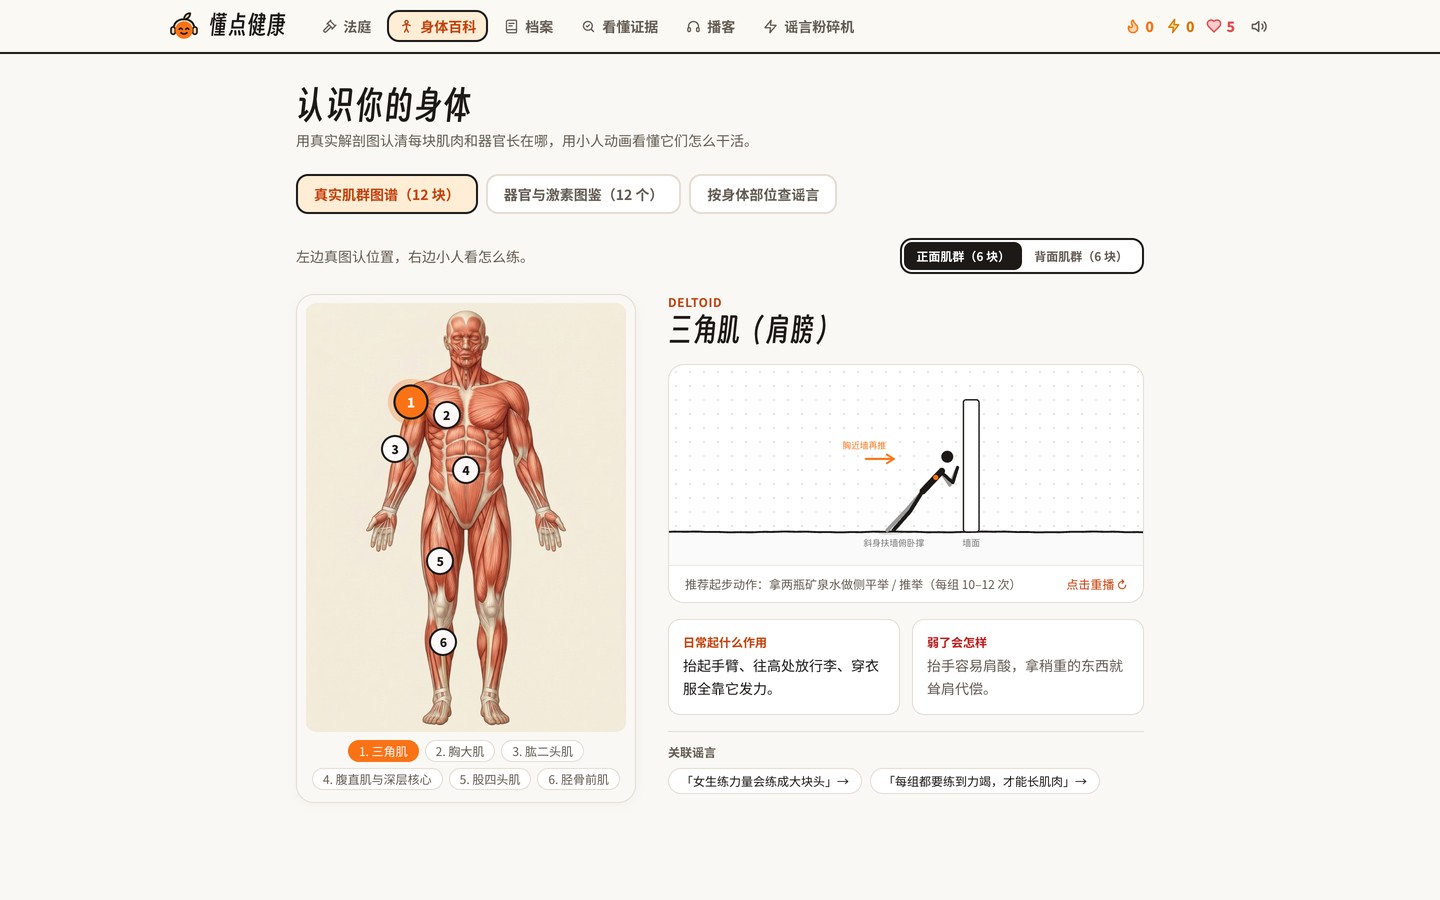 懂点健康
法庭
身体百科
档案
看懂证据
播客
谣言粉碎机
0
0
5
认识你的身体
用真实解剖图认清每块肌肉和器官长在哪，用小人动画看懂它们怎么干活。
真实肌群图谱（12 块）
器官与激素图鉴（12 个）
按身体部位查谣言
左边真图认位置，右边小人看怎么练。
正面肌群（6 块）
背面肌群（6 块）
1
2
3
4
5
6
1. 三角肌
2. 胸大肌
3. 肱二头肌
4. 腹直肌与深层核心
5. 股四头肌
6. 胫骨前肌
DELTOID
三角肌（肩膀）
胸近墙再推
斜身扶墙俯卧撑
墙面
推荐起步动作：拿两瓶矿泉水做侧平举 / 推举（每组 10–12 次）
点击重播 ↻
日常起什么作用
抬起手臂、往高处放行李、穿衣
服全靠它发力。
弱了会怎样
抬手容易肩酸，拿稍重的东西就
耸肩代偿。
关联谣言
「女生练力量会练成大块头」→
「每组都要练到力竭，才能长肌肉」→